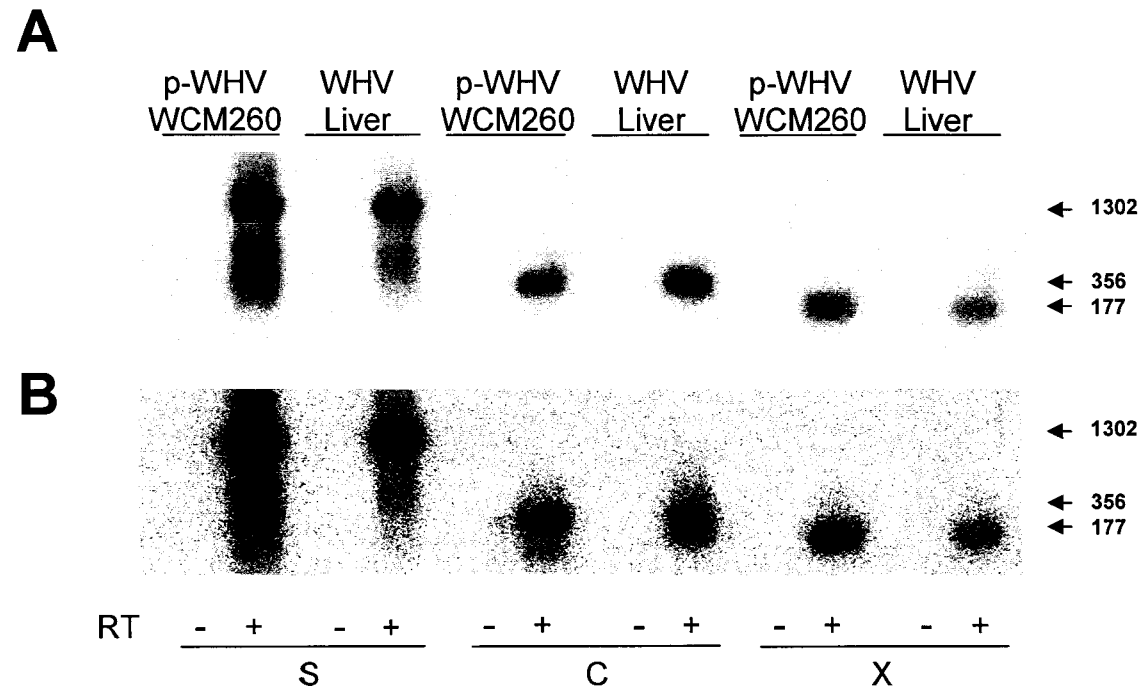 A
p-WHV WHV p-WHV WHV p-WHV WHV
WCM260 Liver WCM260 Liver WCM260 Liver
1302
356
177
B
1302
356
177
RT - + - + - + - + - + - +
S C X